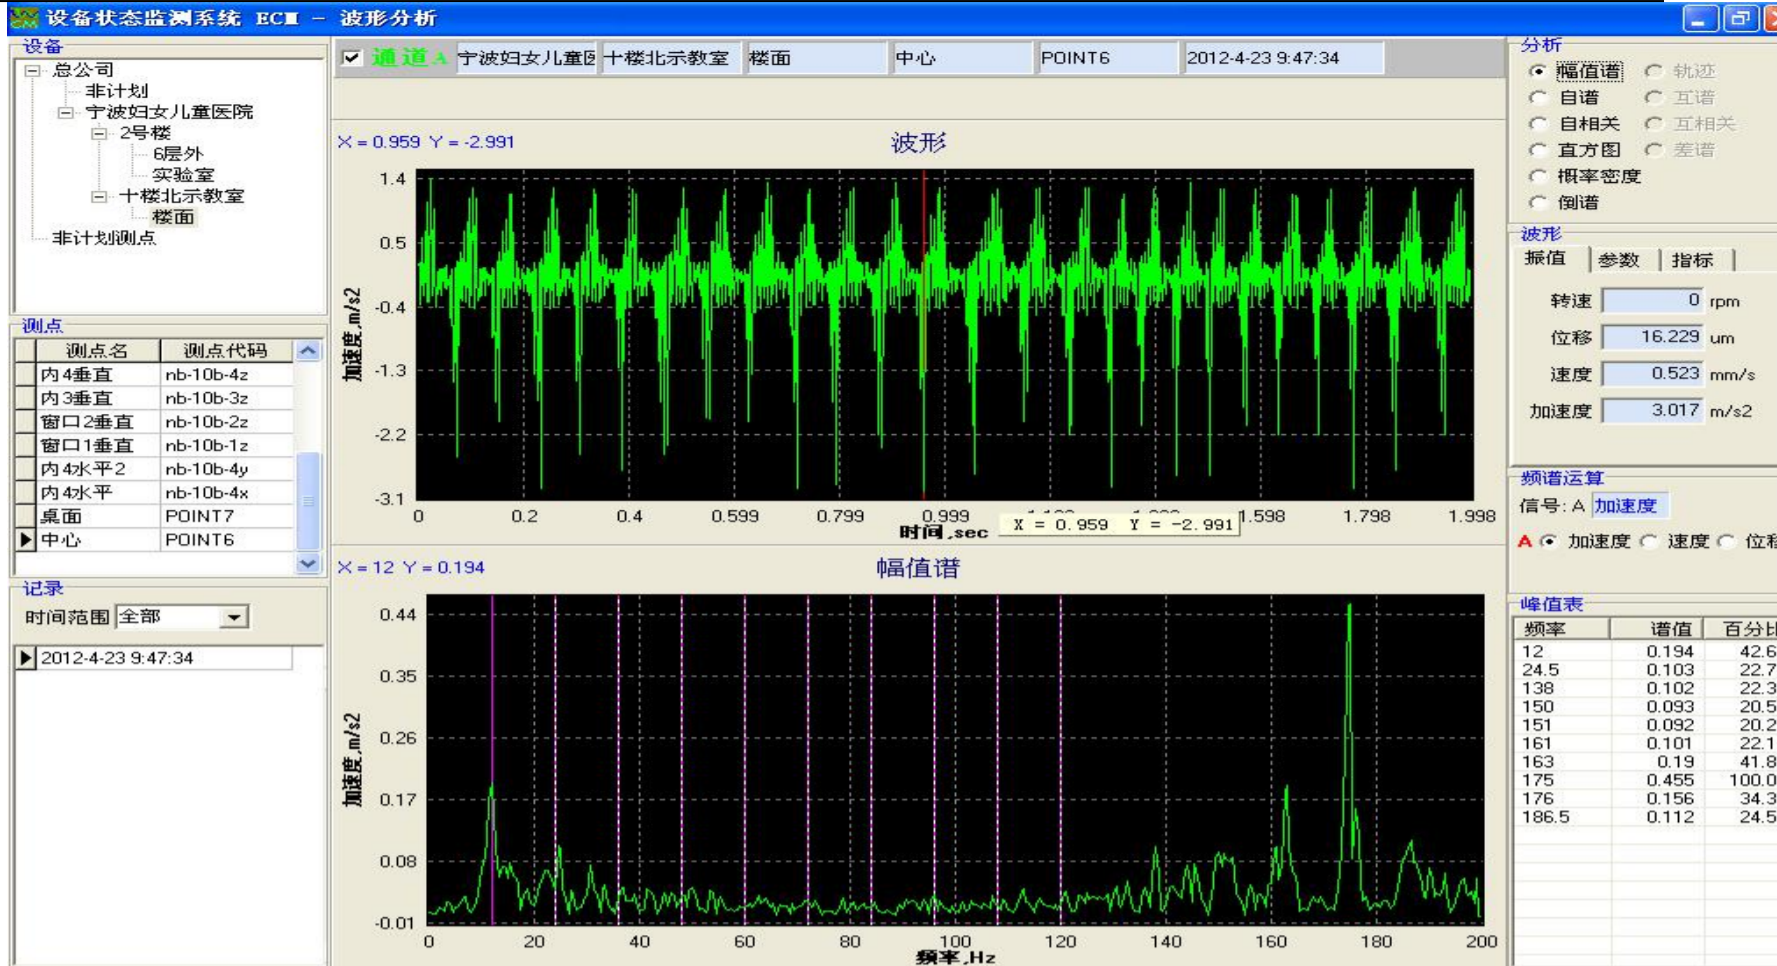 设备状态监测系统 ECM - 波形分析
设备
总公司
非计划
宁波妇女儿童医院
2号楼
6层外
实验室
十楼北示教室
楼面
非计划测点
测点
测点名 测点代码
内4垂直 nb-10b-4z
内3垂直 nb-10b-3z
窗口2垂直 nb-10b-2z
窗口1垂直 nb-10b-1z
内4水平2 nb-10b-4y
内4水平 nb-10b-4x
桌面 POINT7
中心 POINT6
记录
时间范围 全部
2012-4-23 9:47:34
通道A 宁波妇女儿童医 十楼北示教室 楼面 中心 POINT6 2012-4-23 9:47:34
X = 0.959 Y = -2.991 波形
1.4
0.5
-0.4
-1.3
-2.2
-3.1
加速度,m/s2
0 0.2 0.4 0.599 0.799 0.999 1.598 1.798 1.998
时间,sec
X = 0.959 Y = -2.991
X = 12 Y = 0.194 幅值谱
0.44
0.35
0.26
0.17
0.08
-0.01
加速度,m/s2
0 20 40 60 80 100 120 140 160 180 200
频率,Hz
分析
幅值谱 轨迹
自谱 互谱
自相关 互相关
直方图 差谱
概率密度
倒谱
波形
振值 参数 指标
转速 0 rpm
位移 16.229 um
速度 0.523 mm/s
加速度 3.017 m/s2
频谱运算
信号: A 加速度
A 加速度 速度 位移
峰值表
频率 谱值 百分比
12 0.194 42.6
24.5 0.103 22.7
138 0.102 22.3
150 0.093 20.5
151 0.092 20.2
161 0.101 22.1
163 0.19 41.8
175 0.455 100.0
176 0.156 34.3
186.5 0.112 24.5